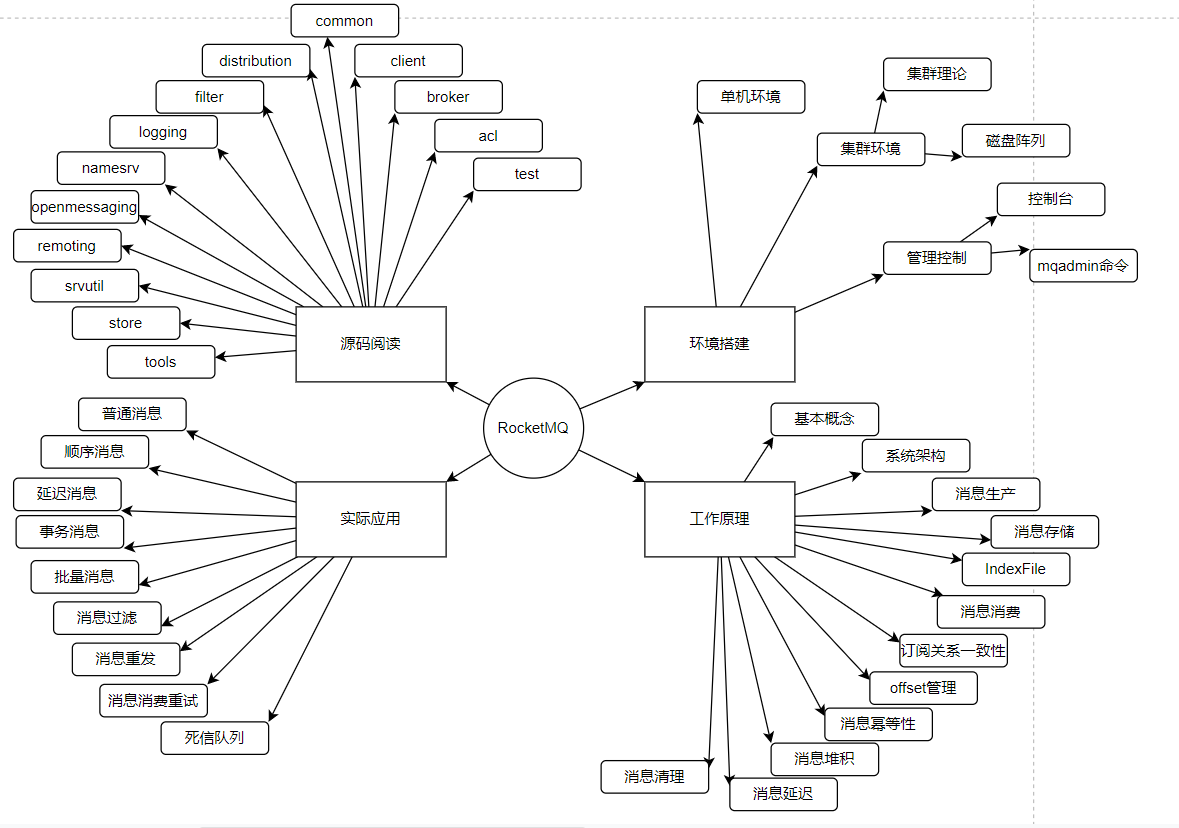 common
distribution
client
filter
broker
logging
acl
namesrv
test
openmessaging
remoting
srvutil
store
tools
源码阅读
单机环境
集群理论
集群环境
磁盘阵列
控制台
管理控制
mqadmin命令
环境搭建
RocketMQ
普通消息
顺序消息
延迟消息
事务消息
批量消息
消息过滤
消息重发
消息消费重试
死信队列
实际应用
基本概念
系统架构
消息生产
消息存储
IndexFile
消息消费
订阅关系一致性
offset管理
消息幂等性
消息堆积
消息清理
消息延迟
工作原理